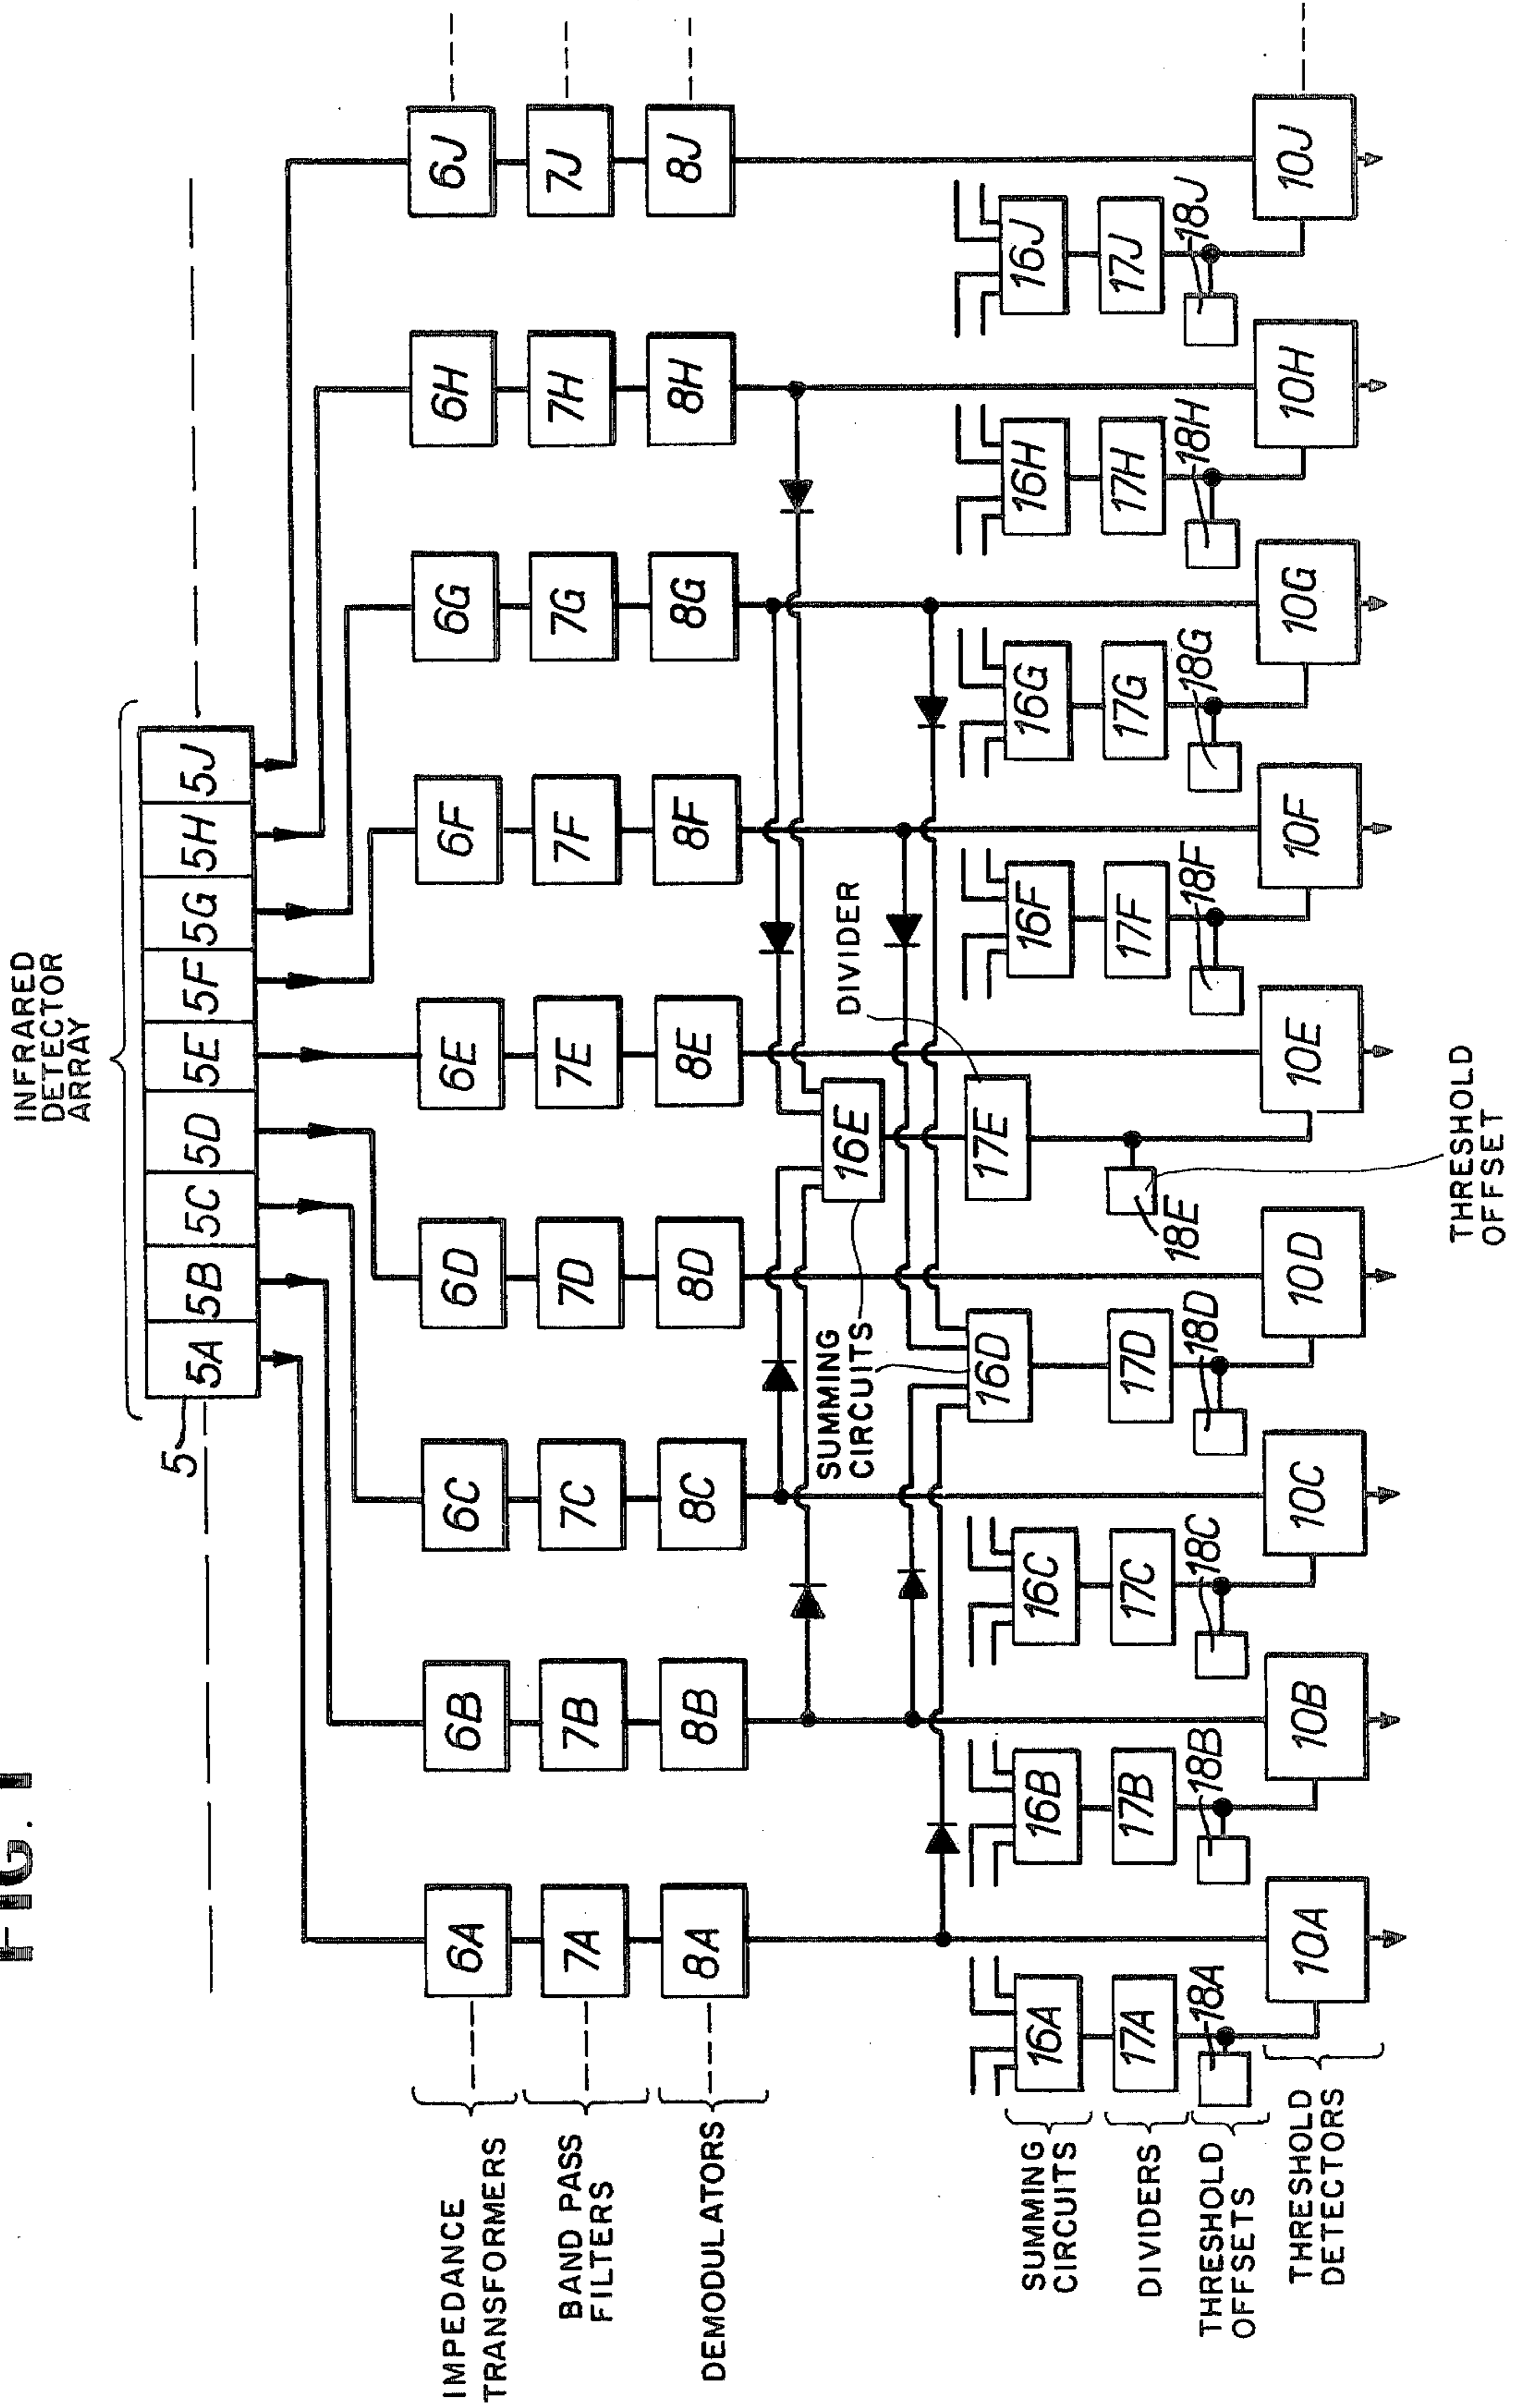 FIG. 1
INFRARED
DETECTOR
ARRAY
5
5A 5B 5C 5D 5E 5F 5G 5H 5J
IMPEDANCE
TRANSFORMERS
6A 6B 6C 6D 6E 6F 6G 6H 6J
BAND PASS
FILTERS
7A 7B 7C 7D 7E 7F 7G 7H 7J
DEMODULATORS
8A 8B 8C 8D 8E 8F 8G 8H 8J
SUMMING
CIRCUITS
16E
DIVIDER
17E
SUMMING
CIRCUITS
16A 16B 16C 16D 16F 16G 16H 16J
DIVIDERS
17A 17B 17C 17D 17F 17G 17H 17J
THRESHOLD
OFFSETS
18A 18B 18C 18D 18E 18F 18G 18H 18J
THRESHOLD
DETECTORS
10A 10B 10C 10D 10E 10F 10G 10H 10J
THRESHOLD
OFFSET